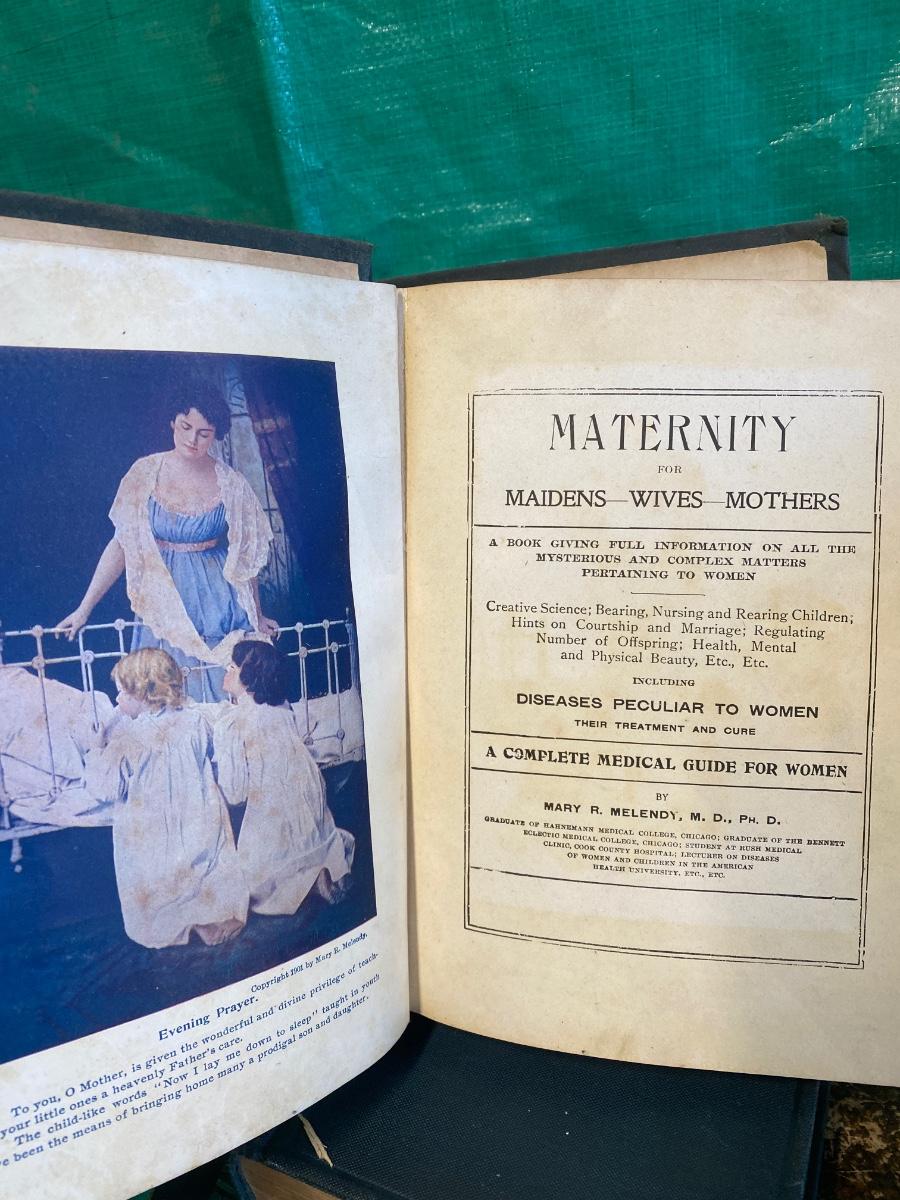 Copyright 1901 by Mary R. Melendy.
Evening Prayer.
To you, O Mother, is given the wonderful and divine privilege of teach-
your little ones a heavenly Father's care.
The child-like words "Now I lay me down to sleep" taught in youth
been the means of bringing home many a prodigal son and daughter.
MATERNITY
FOR
MAIDENS—WIVES—MOTHERS
A BOOK GIVING FULL INFORMATION ON ALL THE
MYSTERIOUS AND COMPLEX MATTERS
PERTAINING TO WOMEN
Creative Science; Bearing, Nursing and Rearing Children;
Hints on Courtship and Marriage; Regulating
Number of Offspring; Health, Mental
and Physical Beauty, Etc., Etc.
INCLUDING
DISEASES PECULIAR TO WOMEN
THEIR TREATMENT AND CURE
A COMPLETE MEDICAL GUIDE FOR WOMEN
BY
MARY R. MELENDY, M. D., PH. D.
GRADUATE OF HAHNEMANN MEDICAL COLLEGE, CHICAGO; GRADUATE OF THE BENNETT
ECLECTIC MEDICAL COLLEGE, CHICAGO; STUDENT AT RUSH MEDICAL
CLINIC, COOK COUNTY HOSPITAL; LECTURER ON DISEASES
OF WOMEN AND CHILDREN IN THE AMERICAN
HEALTH UNIVERSITY, ETC., ETC.